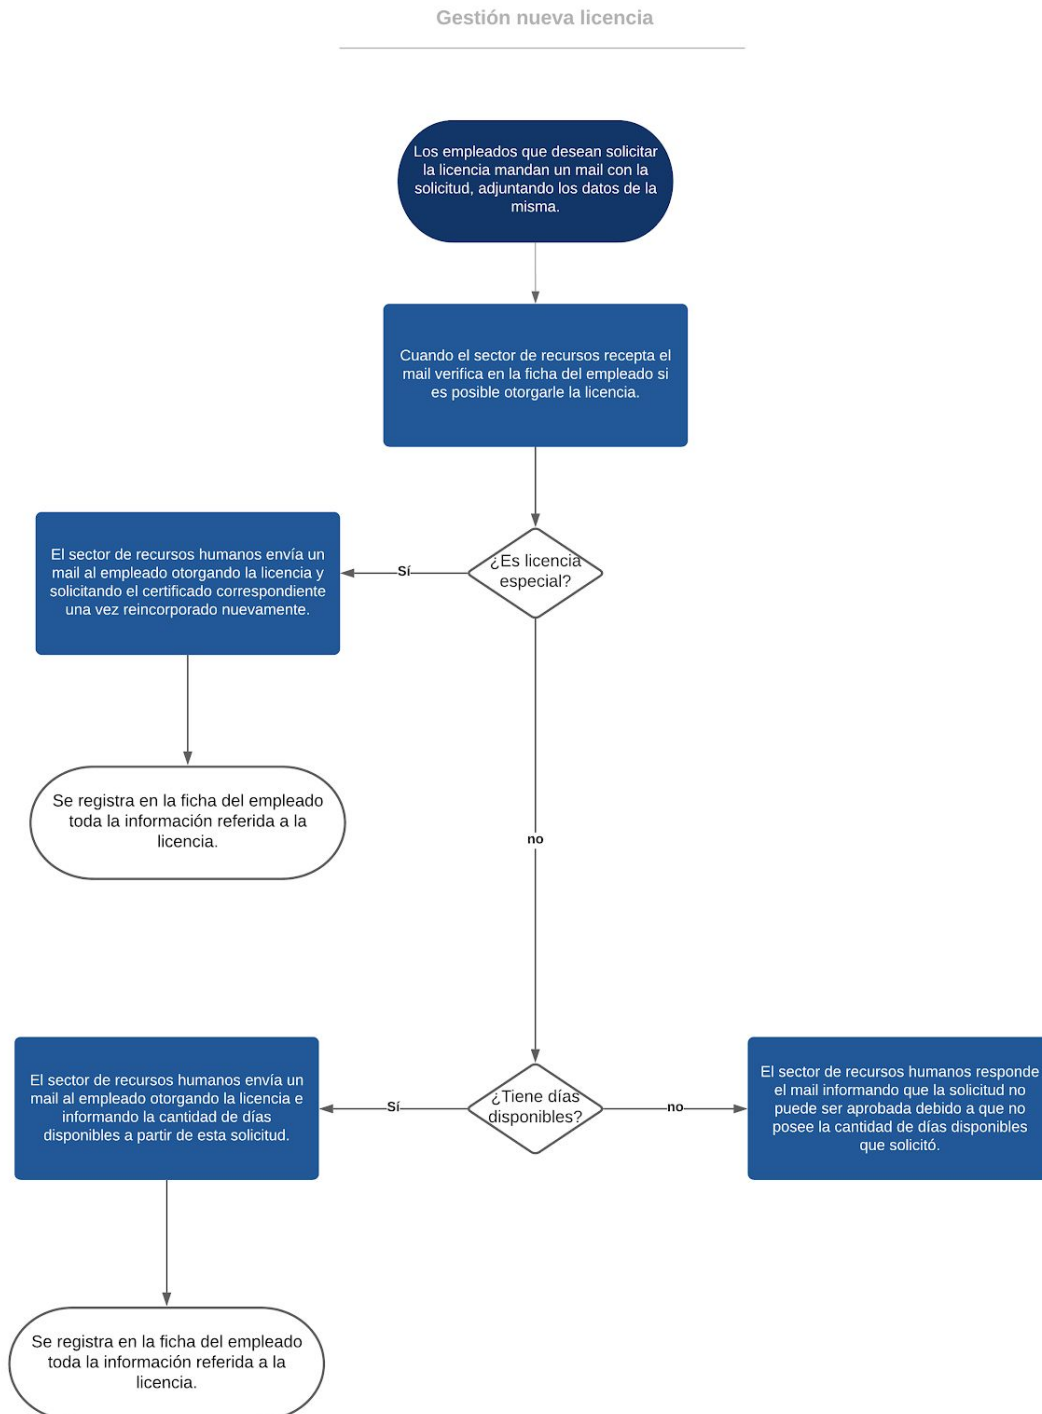 Gestión nueva licencia
Los empleados que desean solicitar
la licencia mandan un mail con la
solicitud, adjuntando los datos de la
misma.
Cuando el sector de recursos recepta el
mail verifica en la ficha del empleado si
es posible otorgarle la licencia.
¿Es licencia
especial?
Sí
El sector de recursos humanos envía un
mail al empleado otorgando la licencia y
solicitando el certificado correspondiente
una vez reincorporado nuevamente.
Se registra en la ficha del empleado
toda la información referida a la
licencia.
no
¿Tiene días
disponibles?
Sí
El sector de recursos humanos envía un
mail al empleado otorgando la licencia e
informando la cantidad de días
disponibles a partir de esta solicitud.
no
El sector de recursos humanos responde
el mail informando que la solicitud no
puede ser aprobada debido a que no
posee la cantidad de días disponibles
que solicitó.
Se registra en la ficha del empleado
toda la información referida a la
licencia.